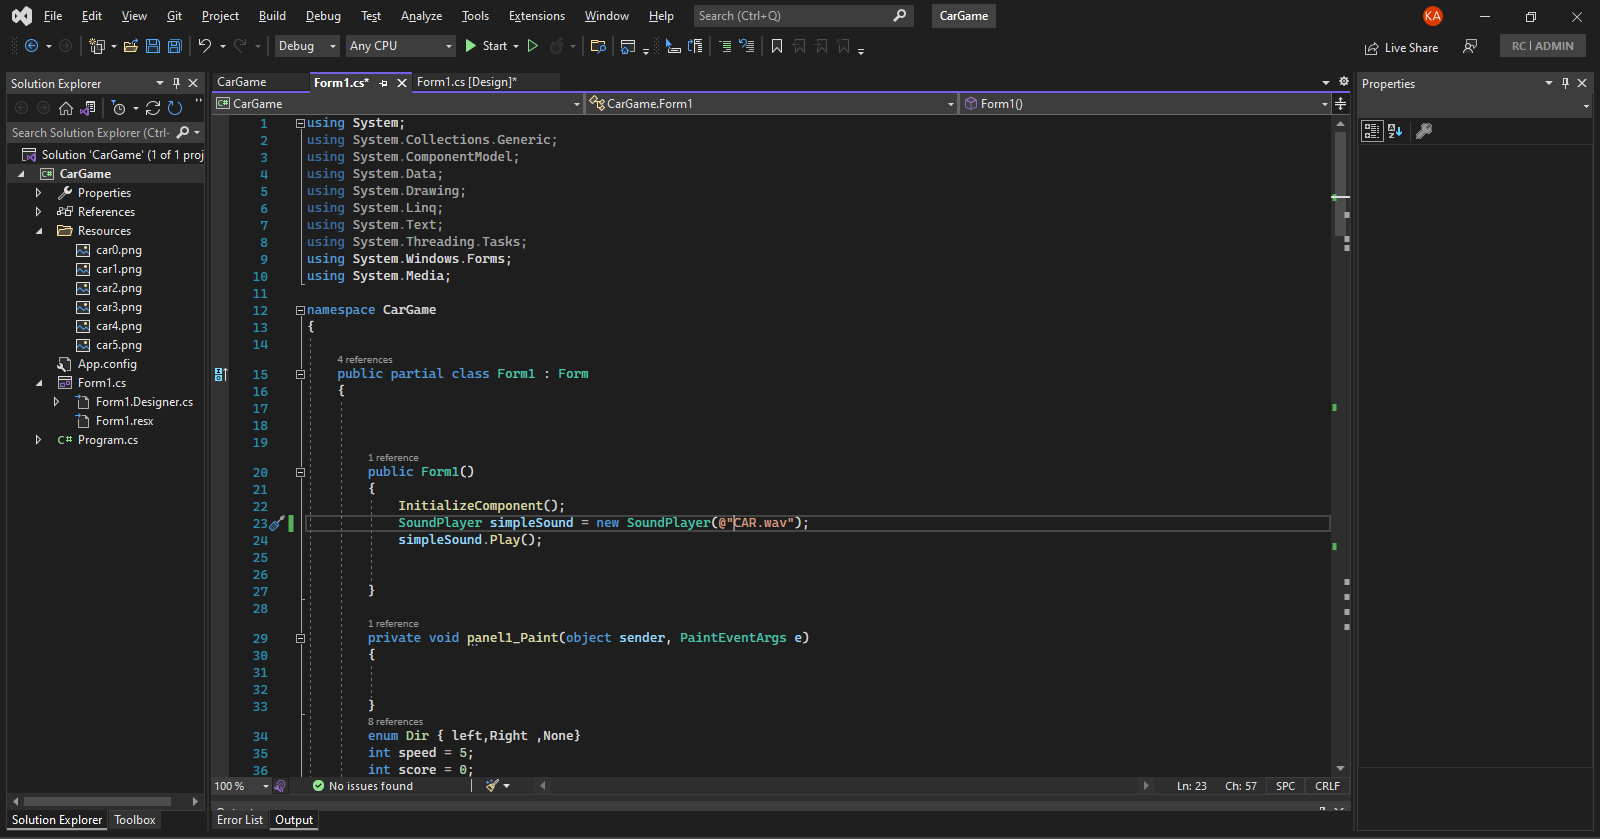 File Edit View Git Project Build Debug Test Analyze Tools Extensions Window Help Search (Ctrl+Q) CarGame KA
Debug Any CPU Start Live Share RC | ADMIN
Solution Explorer
Search Solution Explorer (Ctrl-
Solution 'CarGame' (1 of 1 proj
CarGame
Properties
References
Resources
car0.png
car1.png
car2.png
car3.png
car4.png
car5.png
App.config
Form1.cs
Form1.Designer.cs
Form1.resx
Program.cs
Solution Explorer Toolbox
CarGame Form1.cs* Form1.cs [Design]*
CarGame CarGame.Form1 Form1()
1 using System;
2 using System.Collections.Generic;
3 using System.ComponentModel;
4 using System.Data;
5 using System.Drawing;
6 using System.Linq;
7 using System.Text;
8 using System.Threading.Tasks;
9 using System.Windows.Forms;
10 using System.Media;
11
12 namespace CarGame
13 {
14
4 references
15 public partial class Form1 : Form
16 {
17
18
19
1 reference
20 public Form1()
21 {
22 InitializeComponent();
23 SoundPlayer simpleSound = new SoundPlayer(@"CAR.wav");
24 simpleSound.Play();
25
26
27 }
28
1 reference
29 private void panel1_Paint(object sender, PaintEventArgs e)
30 {
31
32
33 }
8 references
34 enum Dir { left,Right ,None}
35 int speed = 5;
36 int score = 0;
100 % No issues found Ln: 23 Ch: 57 SPC CRLF
Error List Output
Properties